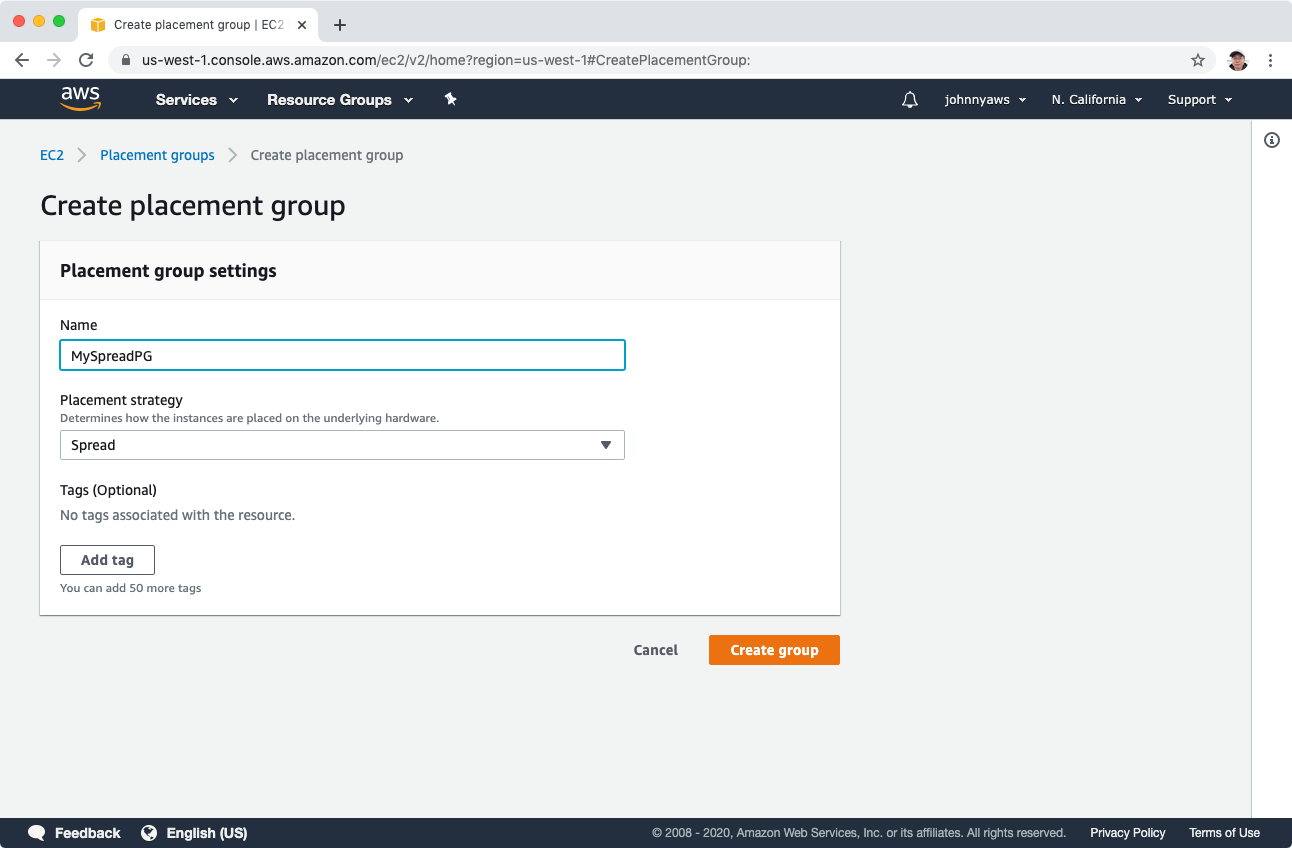 Create placement group | EC2
us-west-1.console.aws.amazon.com/ec2/v2/home?region=us-west-1#CreatePlacementGroup:
aws Services Resource Groups johnnyaws N. California Support
EC2 Placement groups Create placement group
Create placement group
Placement group settings
Name
MySpreadPG
Placement strategy
Determines how the instances are placed on the underlying hardware.
Spread
Tags (Optional)
No tags associated with the resource.
Add tag
You can add 50 more tags
Cancel Create group
Feedback English (US) © 2008 - 2020, Amazon Web Services, Inc. or its affiliates. All rights reserved. Privacy Policy Terms of Use